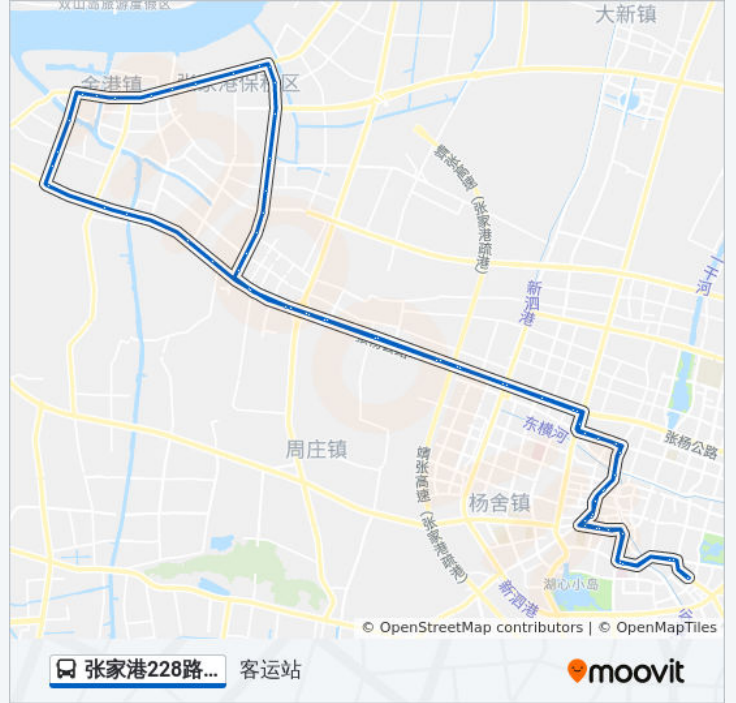 双山岛旅游度假区
大新镇
金港镇
张家港保税区
靖张高速（张家港疏港）
新泗港
一干河
东横河
张杨公路
周庄镇
靖张高速（张家港疏港）
杨舍镇
湖心小岛
新泗港
© OpenStreetMap contributors | © OpenMapTiles
张家港228路... 客运站
moovit